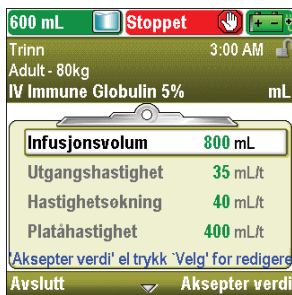 600 mL Stoppet
Trinn 3:00 AM
Adult - 80kg
IV Immune Globulin 5% mL
Infusjonsvolum 800 mL
Utgangshastighet 35 mL/t
Hastighetsøkning 40 mL/t
Platåhastighet 400 mL/t
'Aksepter verdi' el trykk `Velg' for redigere
Avslutt Aksepter verdi